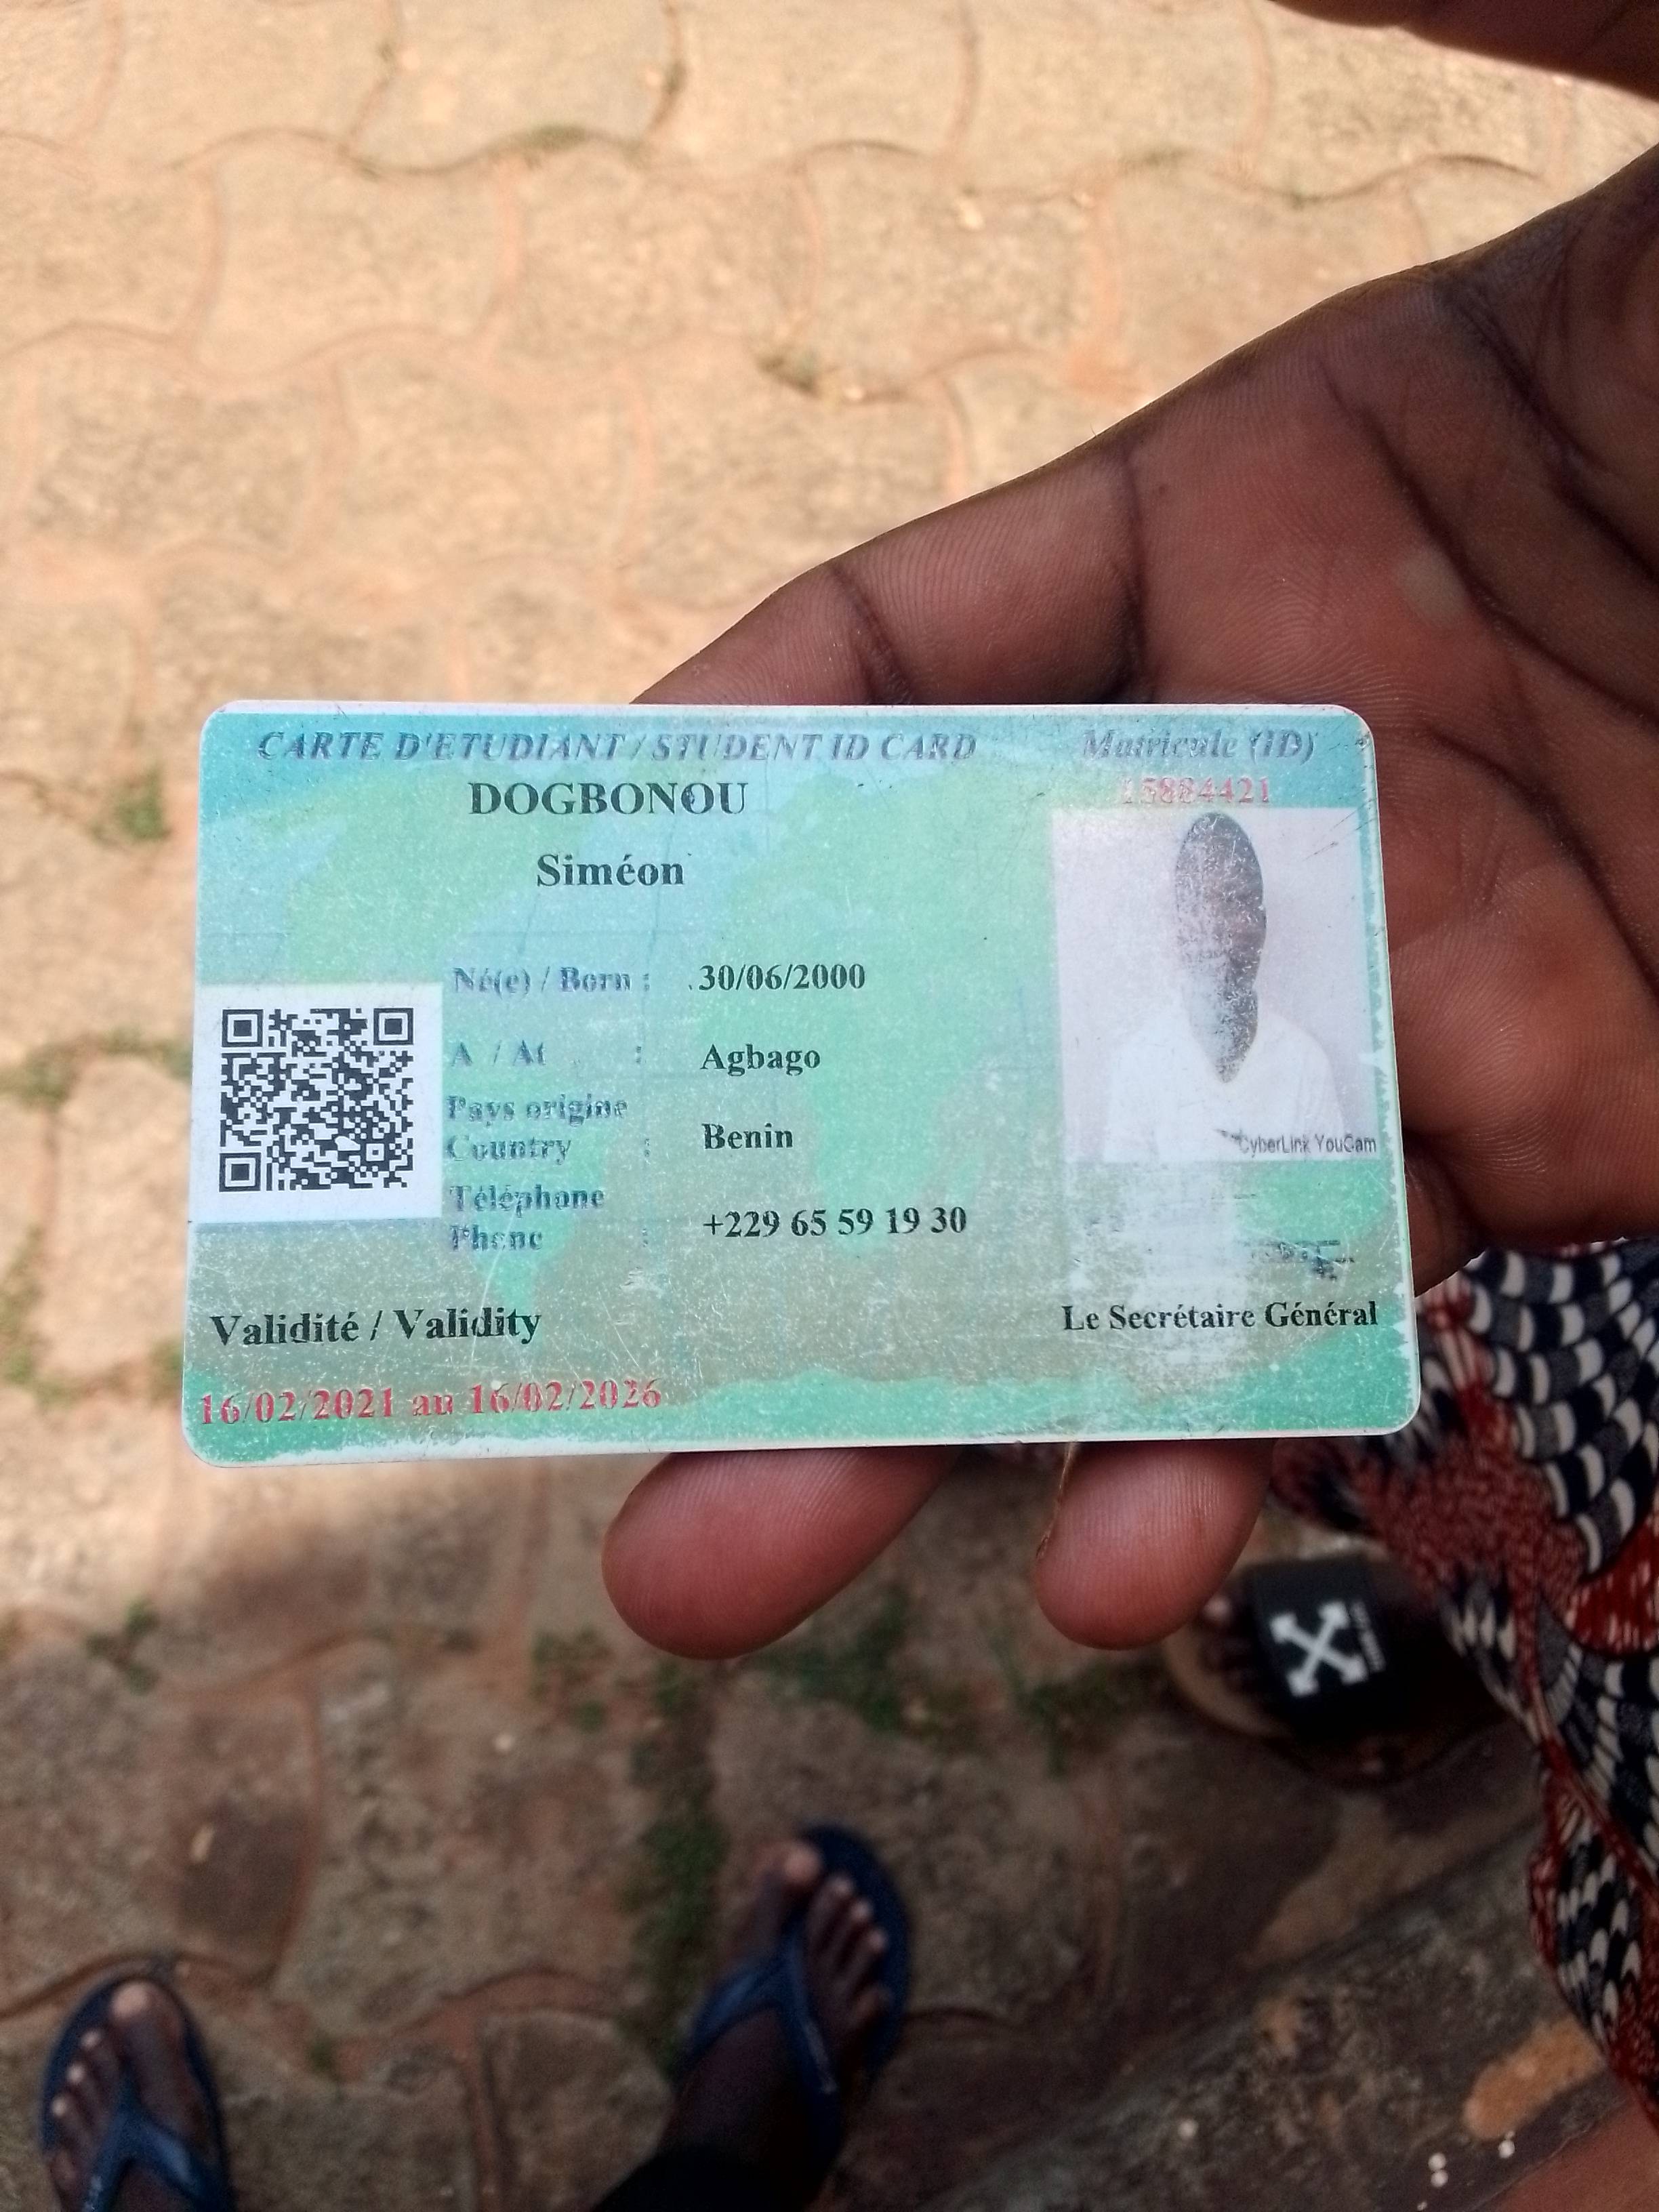 CARTE D'ETUDIANT / STUDENT ID CARD
Matricule (ID)
15884421
DOGBONOU
Siméon
Né(e) / Born : 30/06/2000
A / At : Agbago
Pays origine
Country : Benin
Téléphone
Phone : +229 65 59 19 30
CyberLink YouCam
Validité / Validity
Le Secrétaire Général
16/02/2021 au 16/02/2026